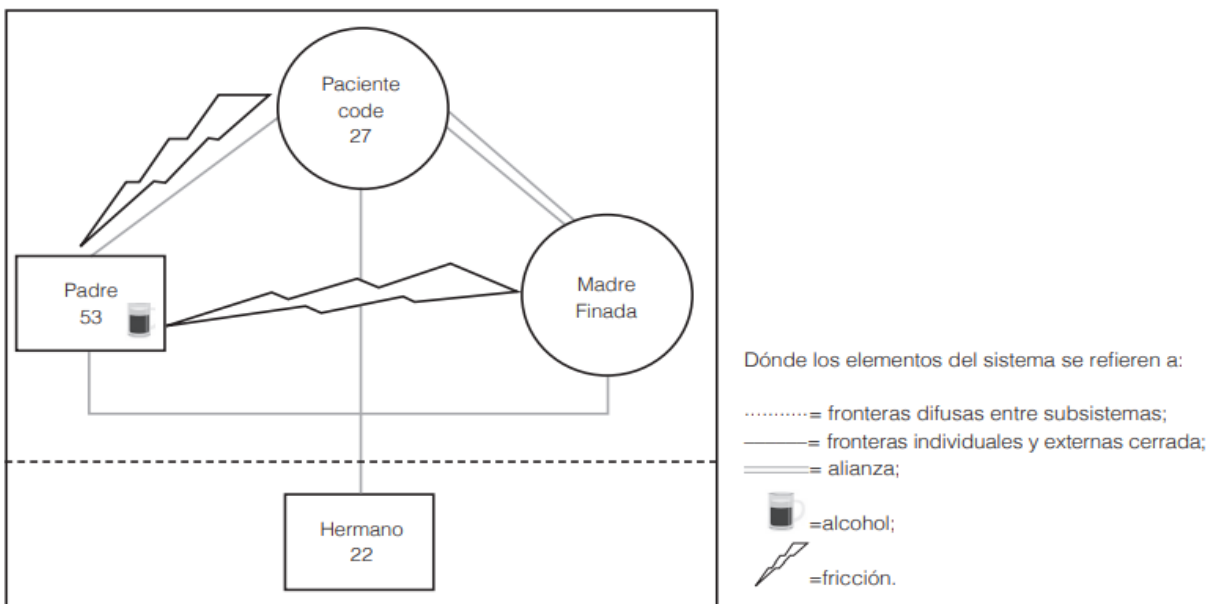 Paciente
code
27
Padre
53
Madre
Finada
Hermano
22
Dónde los elementos del sistema se refieren a:
...........= fronteras difusas entre subsistemas;
= fronteras individuales y externas cerrada;
= alianza;
=alcohol;
=fricción.